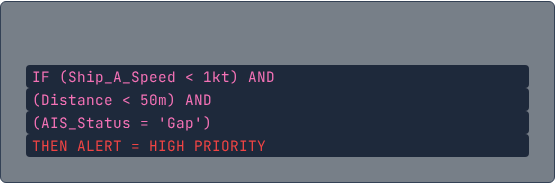 IF (Ship_A_Speed < 1kt) AND
(Distance < 50m) AND
(AIS_Status = 'Gap')
THEN ALERT = HIGH PRIORITY